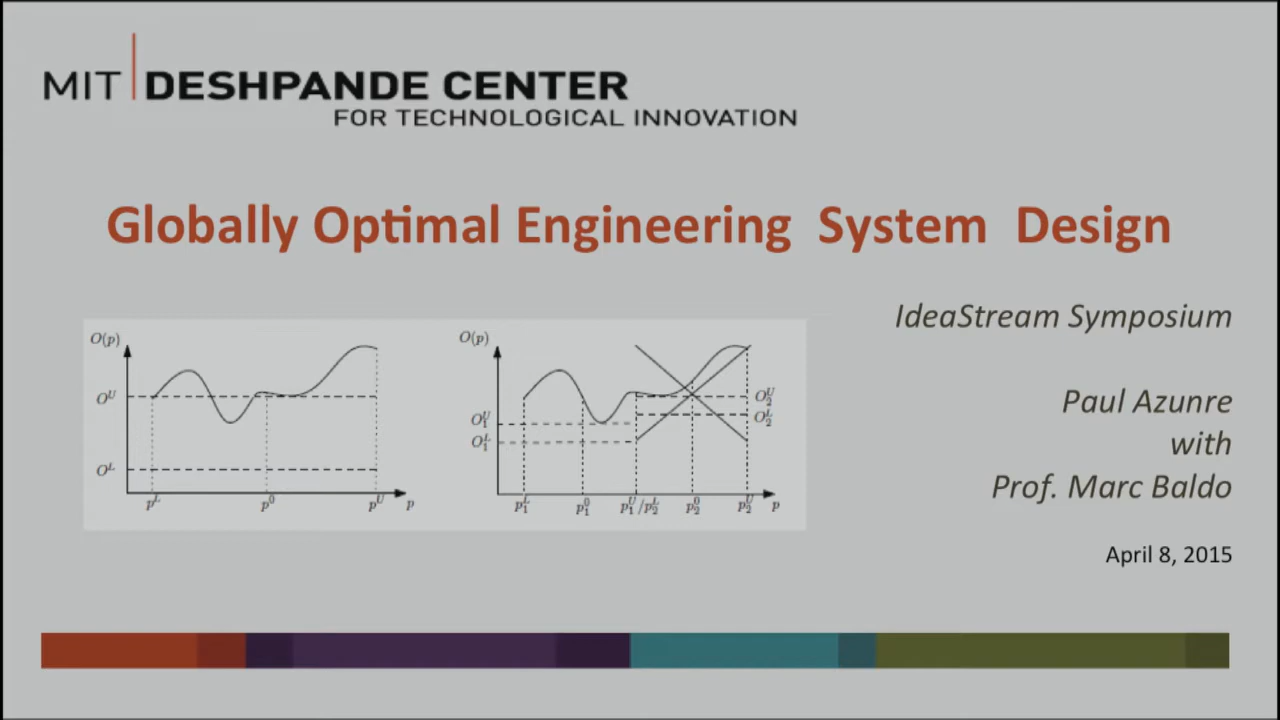 MIT DESHPANDE CENTER
FOR TECHNOLOGICAL INNOVATION
Globally Optimal Engineering System Design
IdeaStream Symposium
Paul Azunre
with
Prof. Marc Baldo
April 8, 2015
O(p)
O^U
O^L
p^L
p^0
p^U
p
O(p)
O_1^U
O_1^L
O_2^U
O_2^L
p_1^L
p_1^0
p_1^U/p_2^L
p_2^0
p_2^U
p